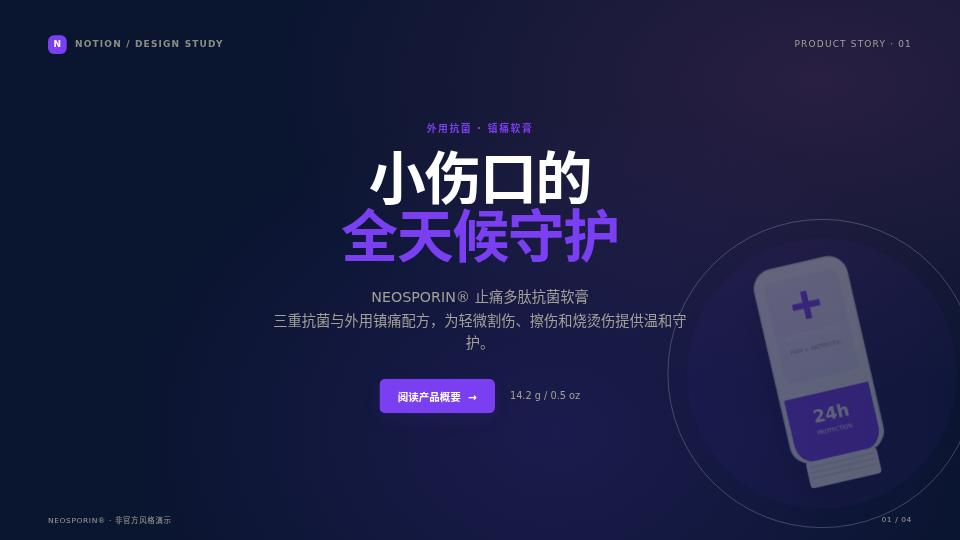 N NOTION / DESIGN STUDY
PRODUCT STORY · 01
外用抗菌 · 镇痛软膏
小伤口的
全天候守护
NEOSPORIN® 止痛多肽抗菌软膏
三重抗菌与外用镇痛配方，为轻微割伤、擦伤和烧烫伤提供温和守
护。
阅读产品概要 →
14.2 g / 0.5 oz
PAIN + ANTIBIOTIC
24h
PROTECTION
NEOSPORIN® · 非官方风格演示
01 / 04